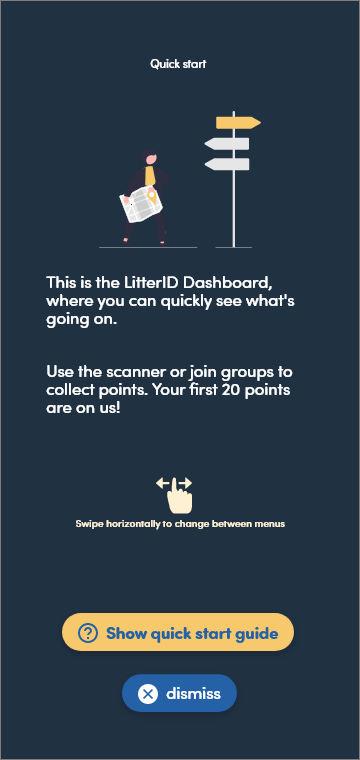 Quick start
This is the LitterID Dashboard,
where you can quickly see what's
going on.
Use the scanner or join groups to
collect points. Your first 20 points
are on us!
Swipe horizontally to change between menus
Show quick start guide
dismiss